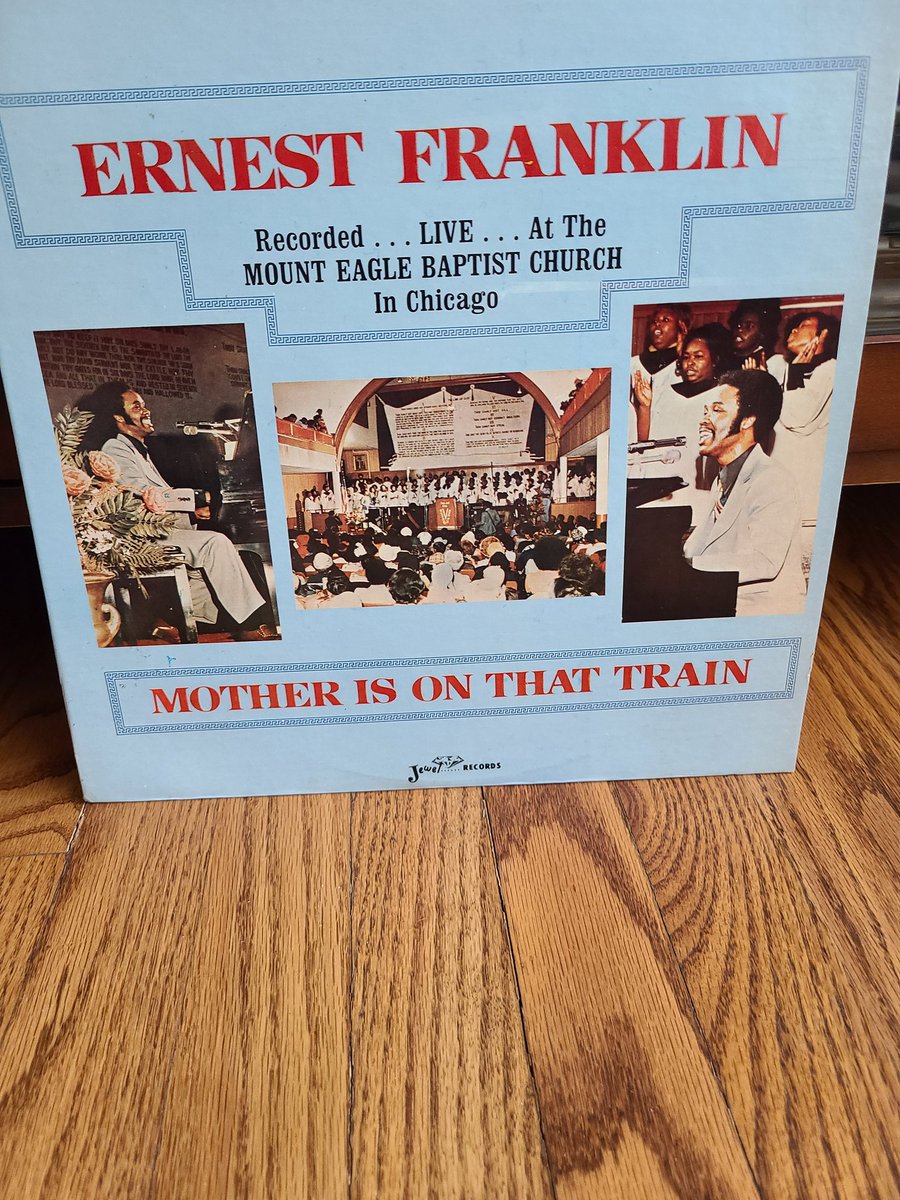 ERNEST FRANKLIN
Recorded . . . LIVE . . . At The
MOUNT EAGLE BAPTIST CHURCH
In Chicago
MOTHER IS ON THAT TRAIN
Jewel RECORDS